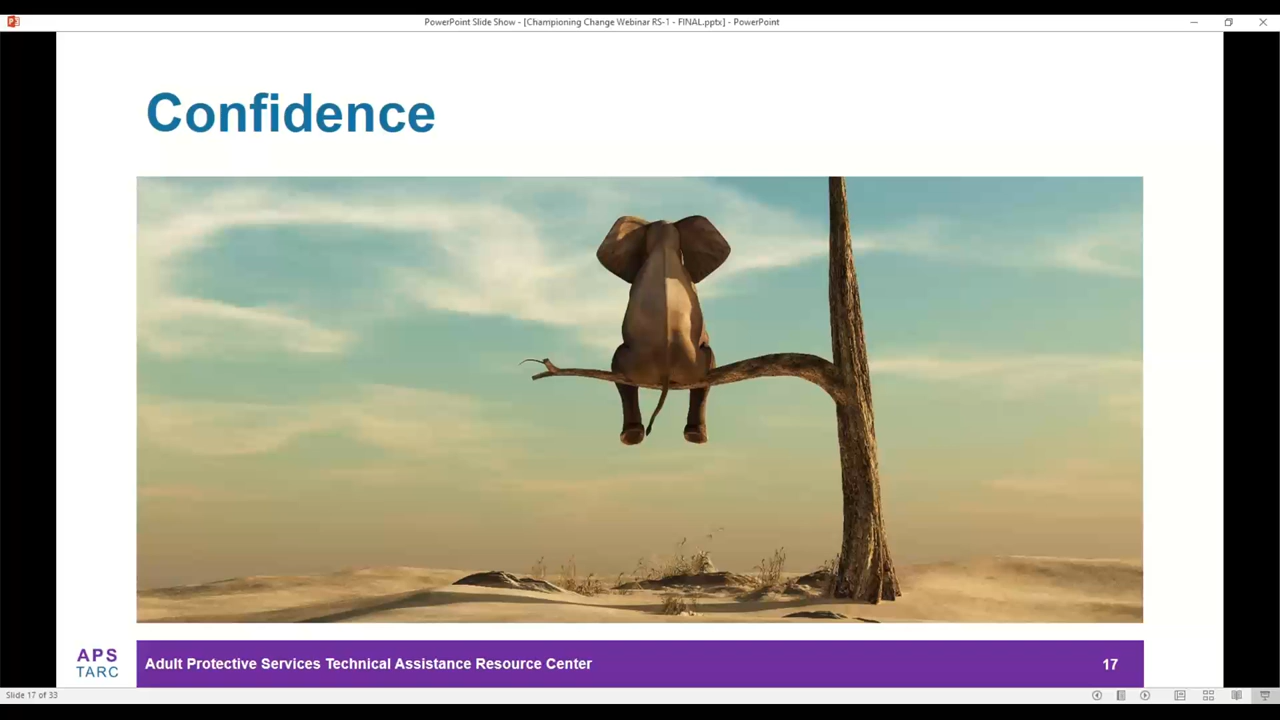 PowerPoint Slide Show - [Championing Change Webinar RS-1 - FINAL.pptx] - PowerPoint
Confidence
APS
TARC
Adult Protective Services Technical Assistance Resource Center
17
Slide 17 of 33